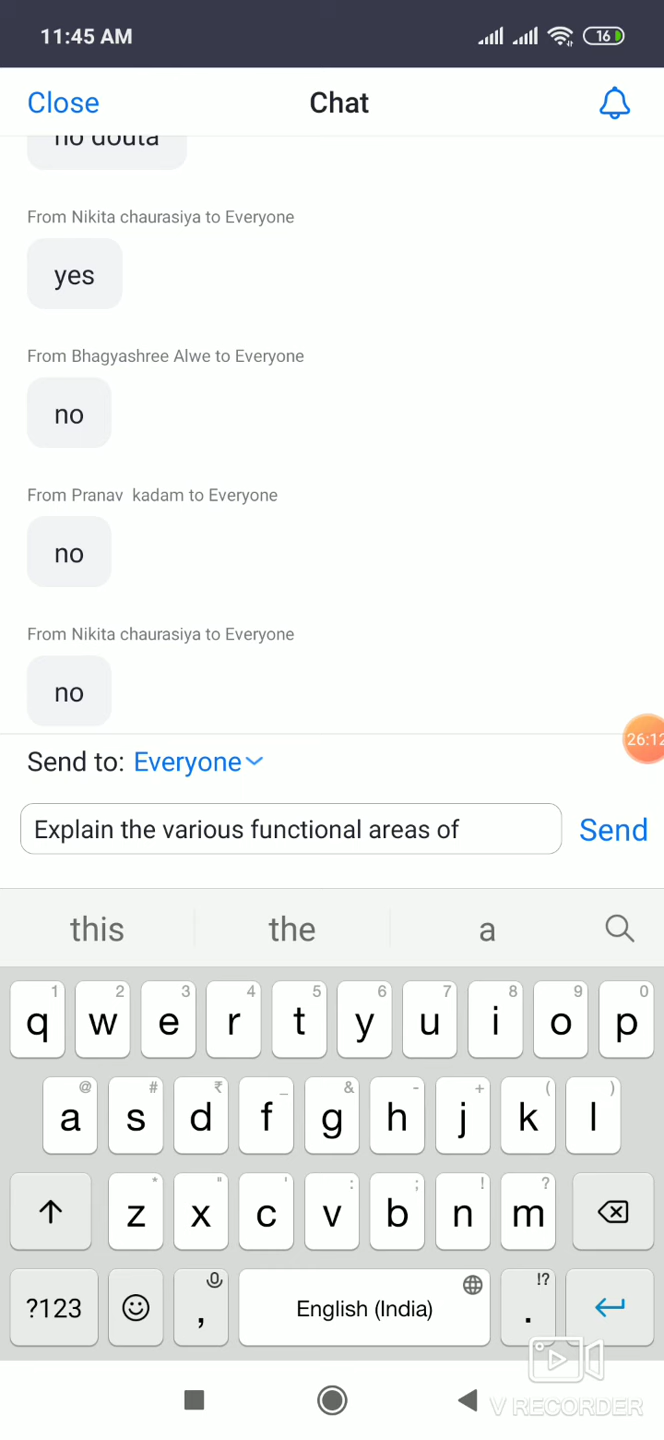 11:45 AM
16
Close
Chat
no douta
From Nikita chaurasiya to Everyone
yes
From Bhagyashree Alwe to Everyone
no
From Pranav kadam to Everyone
no
From Nikita chaurasiya to Everyone
no
26:12
Send to: Everyone
Explain the various functional areas of
Send
this the a
1 2 3 4 5 6 7 8 9 0
q w e r t y u i o p
@ # ₹ _ & - + ( )
a s d f g h j k l
* " ' : ; ! ?
z x c v b n m
?123 , English (India) . !?
V RECORDER